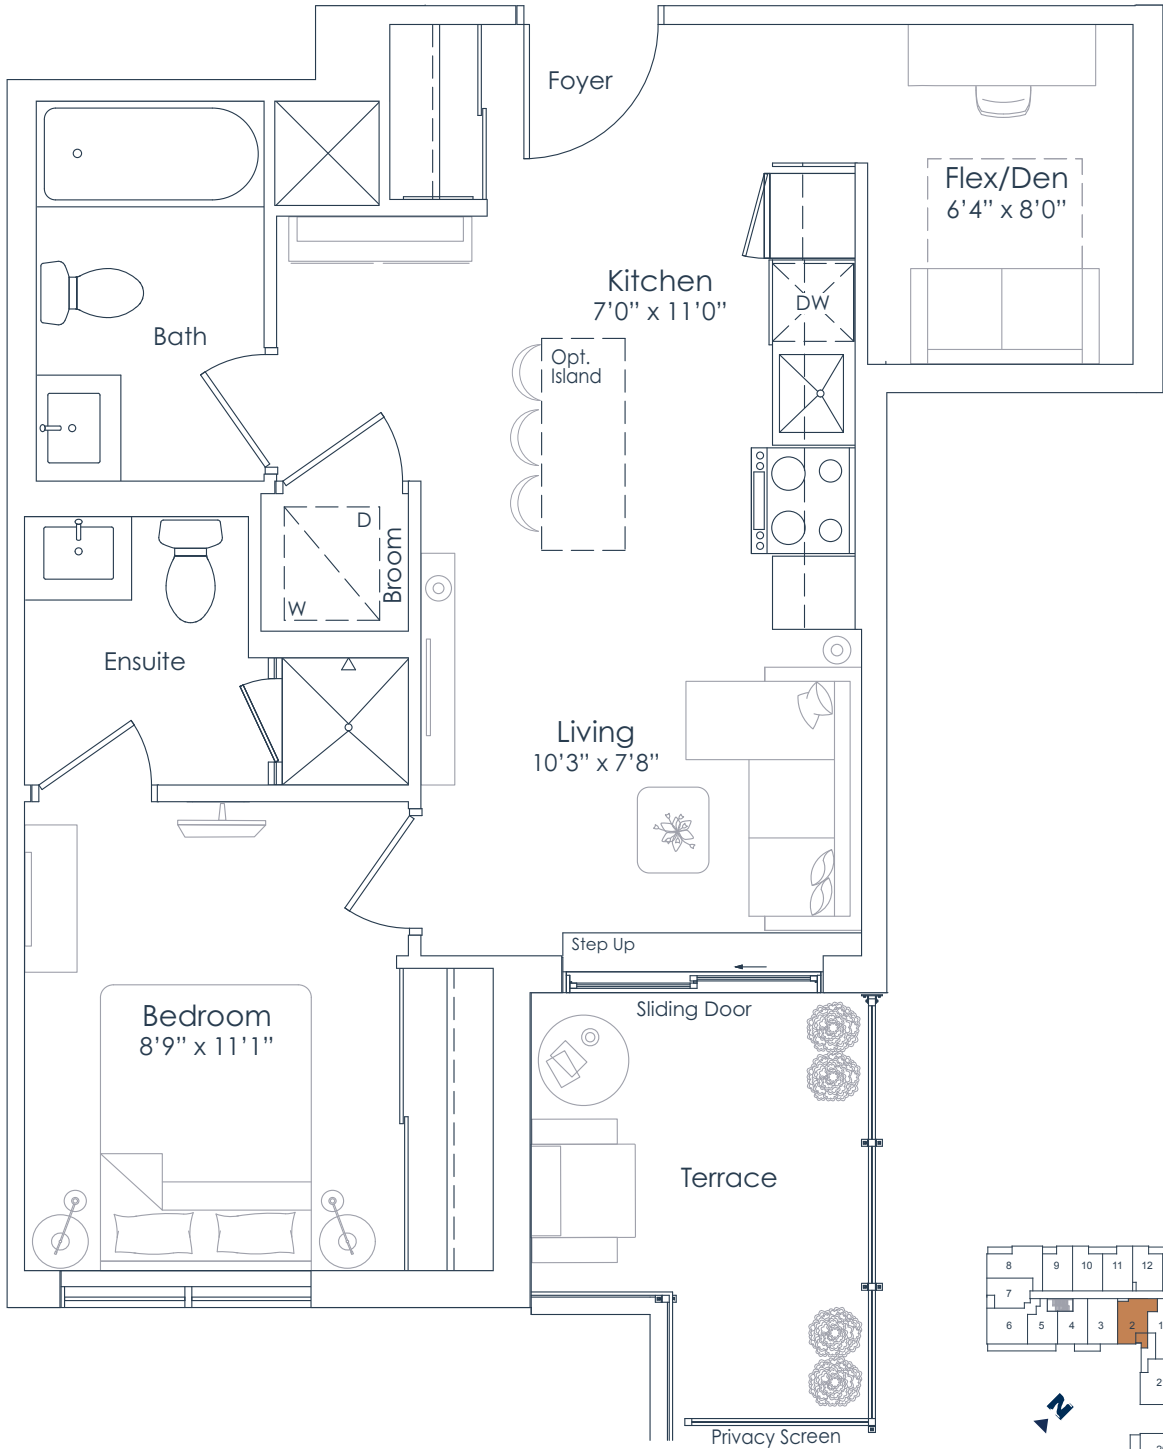 Foyer
Flex/Den
6'4" x 8'0"
Kitchen
7'0" x 11'0"
DW
Opt.
Island
Bath
D
W
Broom
Ensuite
Living
10'3" x 7'8"
Step Up
Sliding Door
Bedroom
8'9" x 11'1"
Terrace
Privacy Screen
8 9 10 11 12
7
6 5 4 3 2 1
2
N